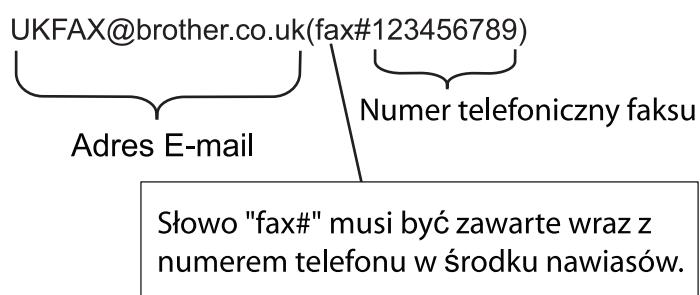 UKFAX@brother.co.uk(fax#123456789)
Numer telefoniczny faksu
Adres E-mail
Słowo "fax#" musi być zawarte wraz z
numerem telefonu w środku nawiasów.